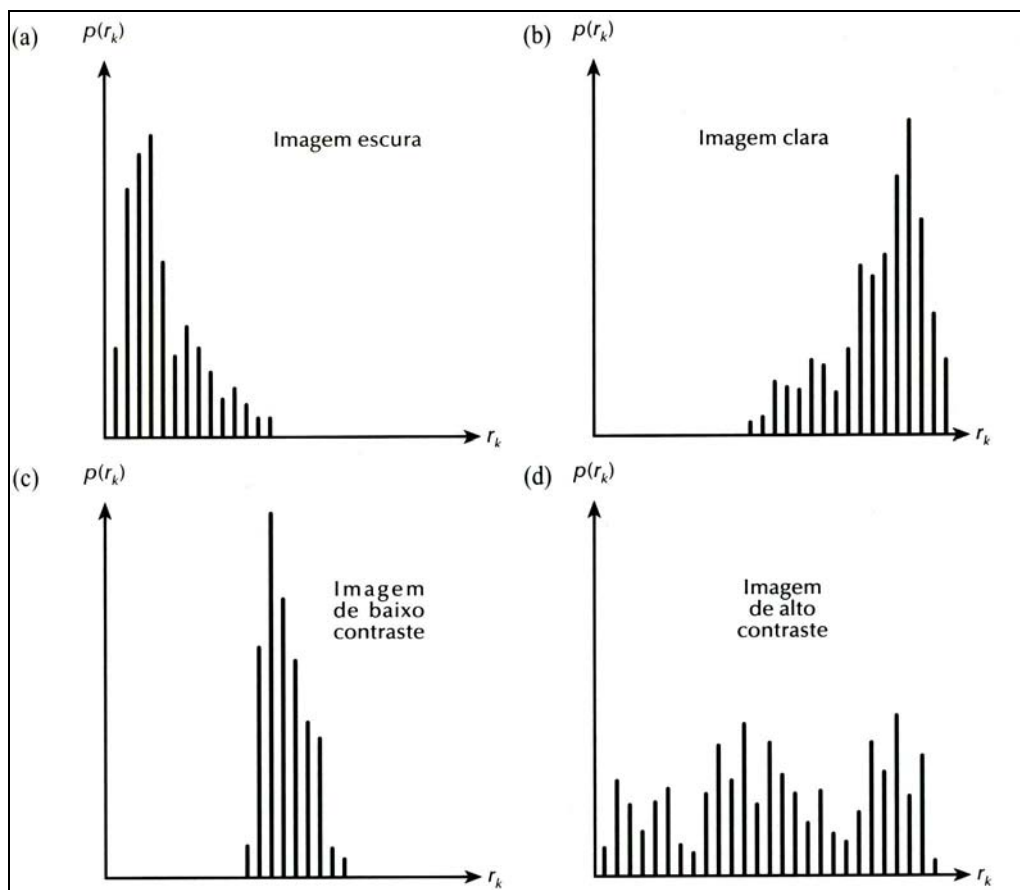 (a)
p(r_k)
Imagem escura
r_k
(b)
p(r_k)
Imagem clara
r_k
(c)
p(r_k)
Imagem
de baixo
contraste
r_k
(d)
p(r_k)
Imagem
de alto
contraste
r_k